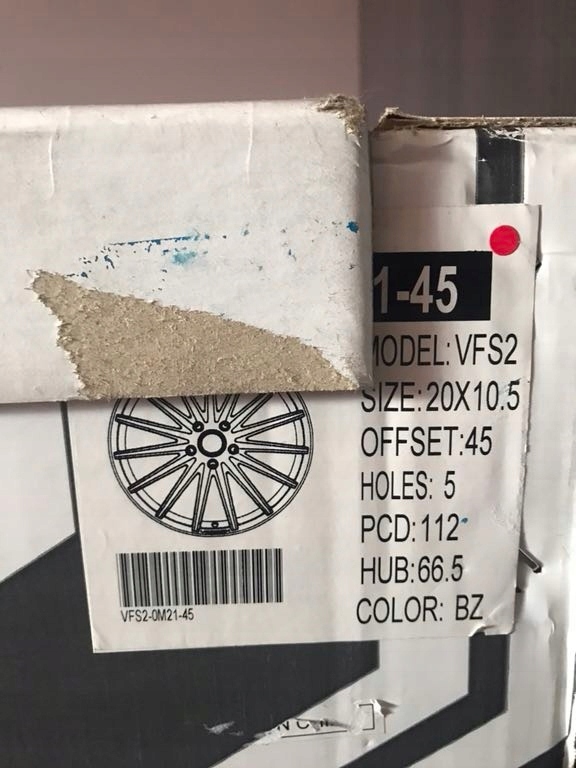 1-45
MODEL: VFS2
SIZE: 20X10.5
OFFSET:45
HOLES: 5
PCD: 112
HUB:66.5
COLOR: BZ
VFS2-0M21-45